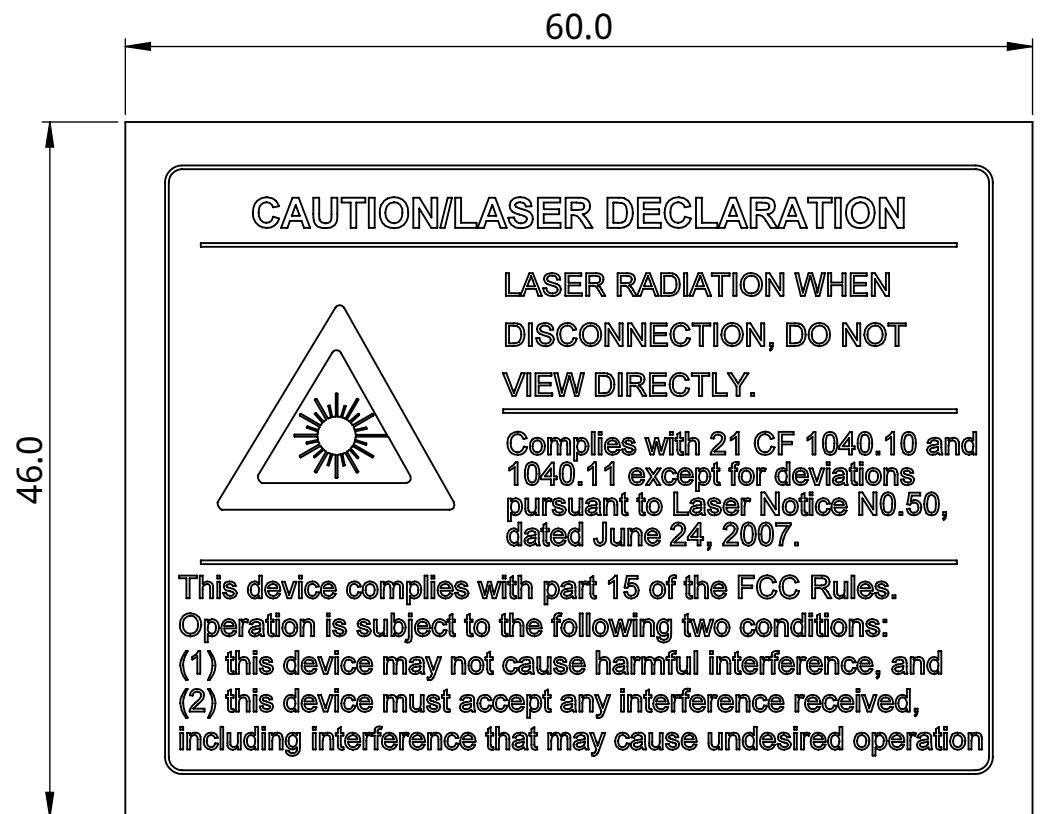 60.0
46.0
CAUTION/LASER DECLARATION
LASER RADIATION WHEN
DISCONNECTION, DO NOT
VIEW DIRECTLY.
Complies with 21 CF 1040.10 and
1040.11 except for deviations
pursuant to Laser Notice N0.50,
dated June 24, 2007.
This device complies with part 15 of the FCC Rules.
Operation is subject to the following two conditions:
(1) this device may not cause harmful interference, and
(2) this device must accept any interference received,
including interference that may cause undesired operation